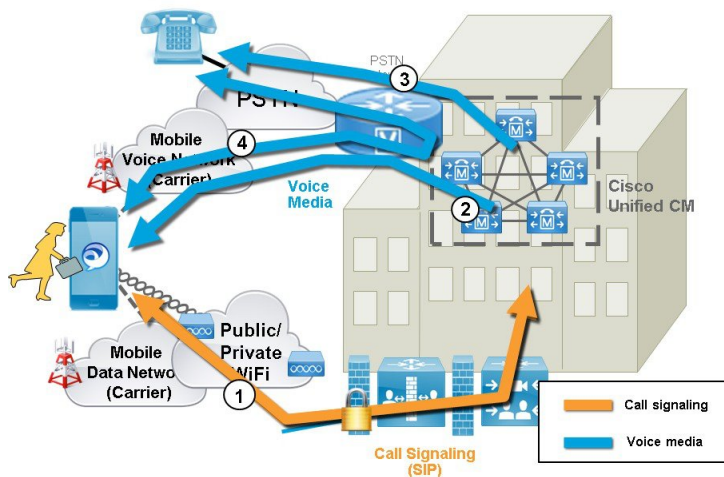 PSTN
PSTN
3
4
Mobile
Voice Network
(Carrier)
Voice
Media
2
Cisco
Unified CM
M
M
M
M
M
Public/
Private
WiFi
Mobile
Data Network
(Carrier)
1
Call Signaling
(SIP)
Call signaling
Voice media